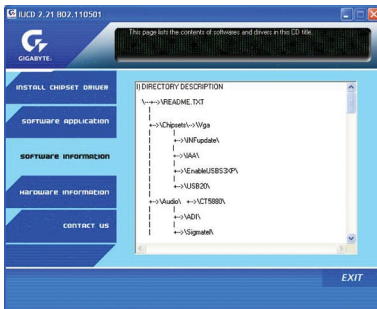 IUCD 2.21 B02.110501
GIGABYTE
This page lists the contents of softwares and drivers in this CD title.
INSTALL CHIPSET DRIVER
SOFTWARE APPLICATION
SOFTWARE INFORMATION
HARDWARE INFORMATION
CONTACT US
I) DIRECTORY DESCRIPTION
\--+-->\README.TXT
|
+-->\Chipsets\-->Vga
| |
| +-->\INFupdate\
| |
| +-->\IAA\
| |
| +-->\EnableUSBS3XP\
| |
| +-->\USB20\
|
+-->\Audio\ +-->\CT5880\
| |
| +-->\ADI\
| |
| +-->\Sigmatel\
EXIT